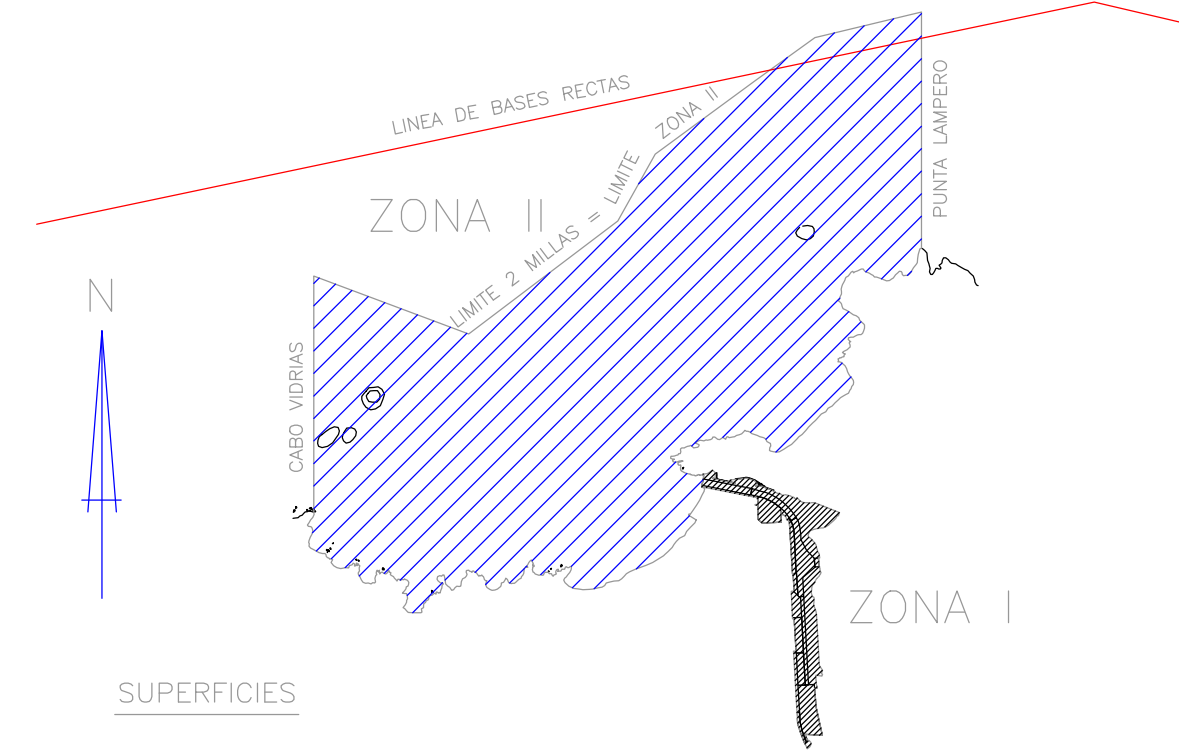 LINEA DE BASES RECTAS
ZONA II
LIMITE 2 MILLAS = LIMITE ZONA II
PUNTA LAMPERO
N
CABO VIDRIAS
ZONA I
SUPERFICIES